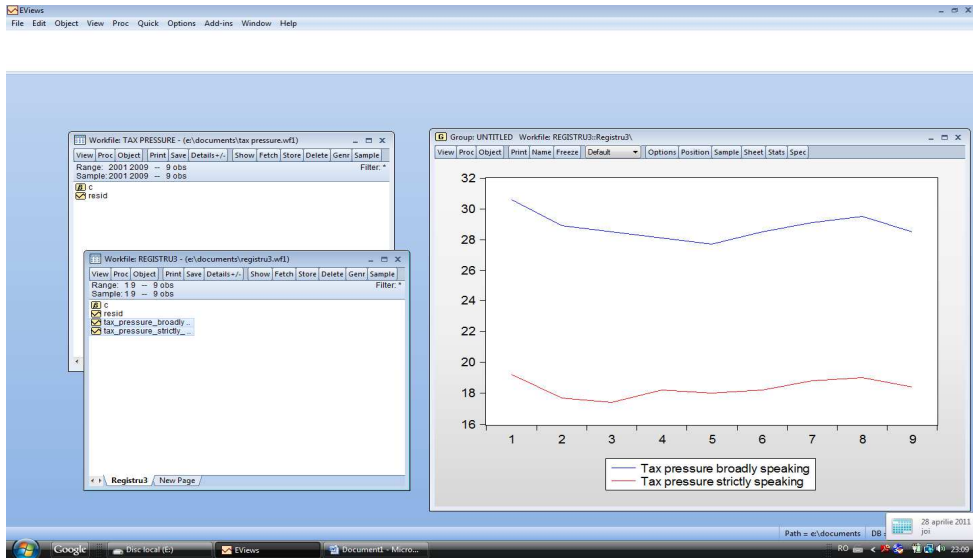 EViews
File Edit Object View Proc Quick Options Add-ins Window Help
Workfile: TAX PRESSURE - (e:\documents\tax pressure.wf1)
View Proc Object Print Save Details+/- Show Fetch Store Delete Genr Sample
Range: 2001 2009 -- 9 obs Filter: *
Sample: 2001 2009 -- 9 obs
c
resid
Workfile: REGISTRU3 - (e:\documents\registru3.wf1)
View Proc Object Print Save Details+/- Show Fetch Store Delete Genr Sample
Range: 1 9 -- 9 obs Filter: *
Sample: 1 9 -- 9 obs
c
resid
tax_pressure_broadly...
tax_pressure_strictly_...
Registru3 New Page
Group: UNTITLED Workfile: REGISTRU3::Registru3\
View Proc Object Print Name Freeze Default Options Position Sample Sheet Stats Spec
32
30
28
26
24
22
20
18
16
1 2 3 4 5 6 7 8 9
Tax pressure broadly speaking
Tax pressure strictly speaking
Path = e:\documents DB =
28 aprilie 2011
joi
Google Disc local (E:) EViews Document1 - Micro... RO 23:09